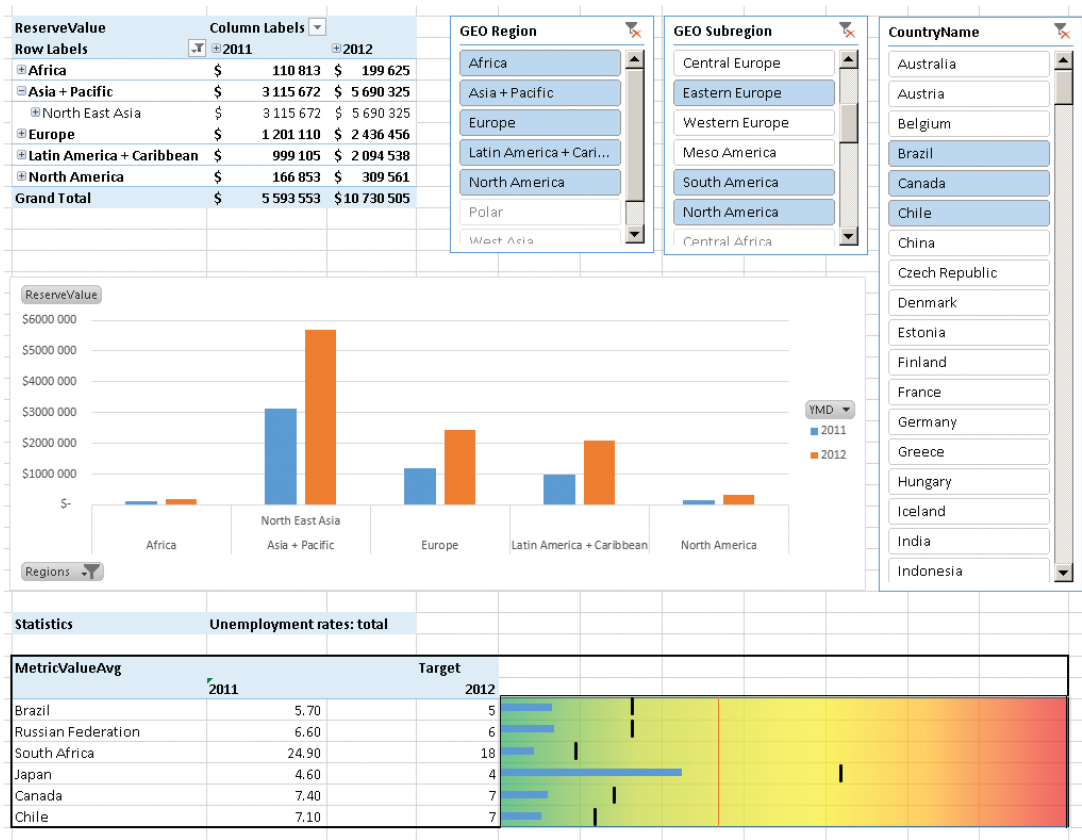 ReserveValue Column Labels
Row Labels 2011 2012
Africa $ 110 813 $ 199 625
Asia + Pacific $ 3 115 672 $ 5 690 325
North East Asia $ 3 115 672 $ 5 690 325
Europe $ 1 201 110 $ 2 436 456
Latin America + Caribbean $ 999 105 $ 2 094 538
North America $ 166 853 $ 309 561
Grand Total $ 5 593 553 $10 730 505
GEO Region
Africa
Asia + Pacific
Europe
Latin America + Cari...
North America
Polar
West Asia
GEO Subregion
Central Europe
Eastern Europe
Western Europe
Meso America
South America
North America
Central Africa
CountryName
Australia
Austria
Belgium
Brazil
Canada
Chile
China
Czech Republic
Denmark
Estonia
Finland
France
Germany
Greece
Hungary
Iceland
India
Indonesia
ReserveValue
$6000 000
$5000 000
$4000 000
$3000 000
$2000 000
$1000 000
$-
North East Asia
Africa Asia + Pacific Europe Latin America + Caribbean North America
YMD
2011
2012
Regions
Statistics Unemployment rates: total
MetricValueAvg Target
2011 2012
Brazil 5.70 5
Russian Federation 6.60 6
South Africa 24.90 18
Japan 4.60 4
Canada 7.40 7
Chile 7.10 7